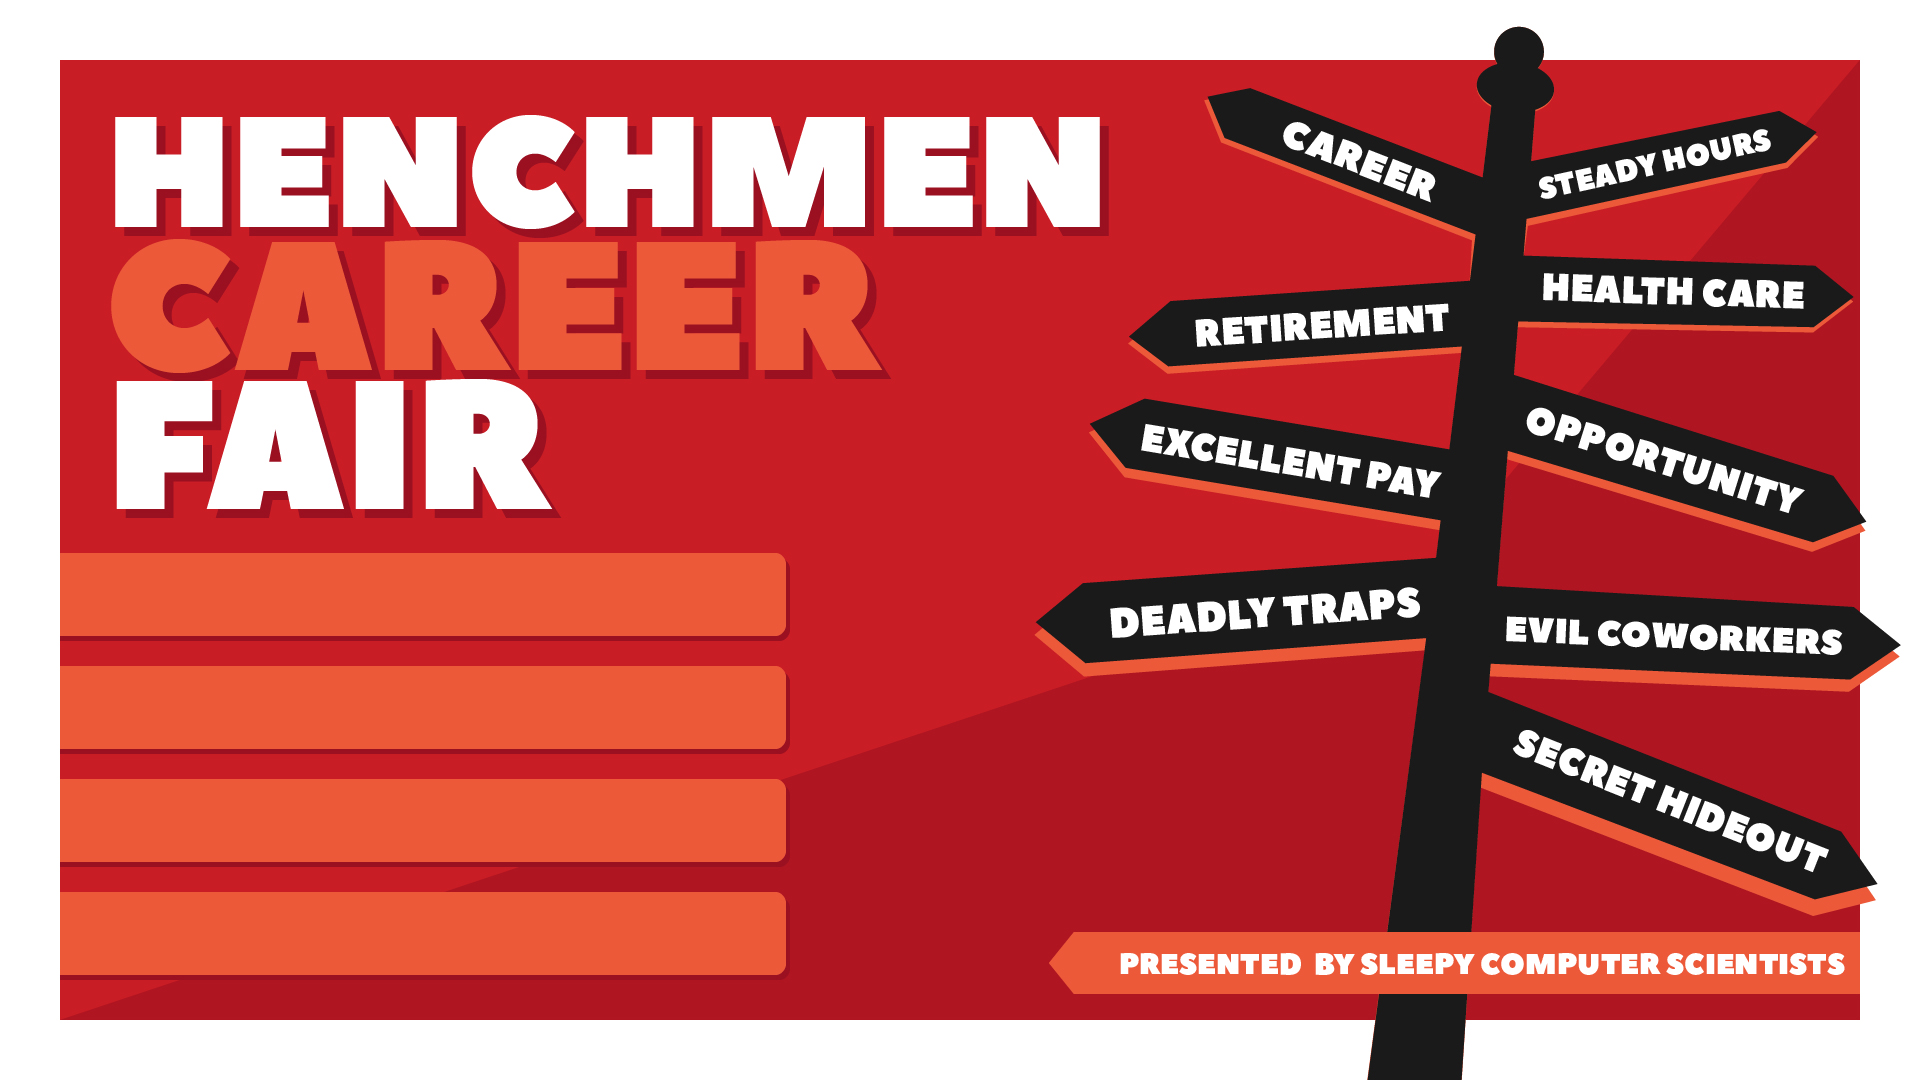 HENCHMEN
CAREER
FAIR
CAREER
STEADY HOURS
HEALTH CARE
RETIREMENT
OPPORTUNITY
EXCELLENT PAY
DEADLY TRAPS
EVIL COWORKERS
SECRET HIDEOUT
PRESENTED BY SLEEPY COMPUTER SCIENTISTS